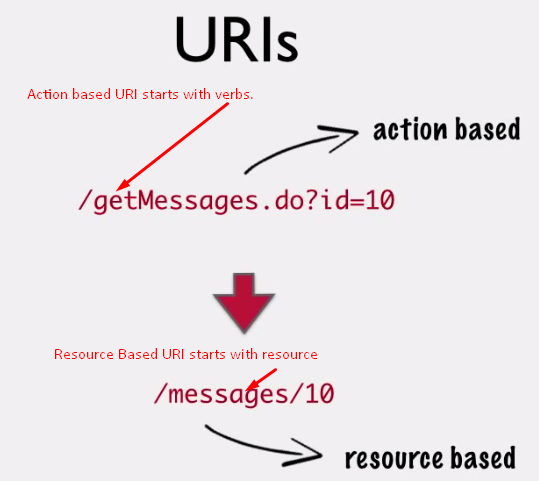 URIs
Action based URI starts with verbs.
action based
/getMessages.do?id=10
Resource Based URI starts with resource
/messages/10
resource based